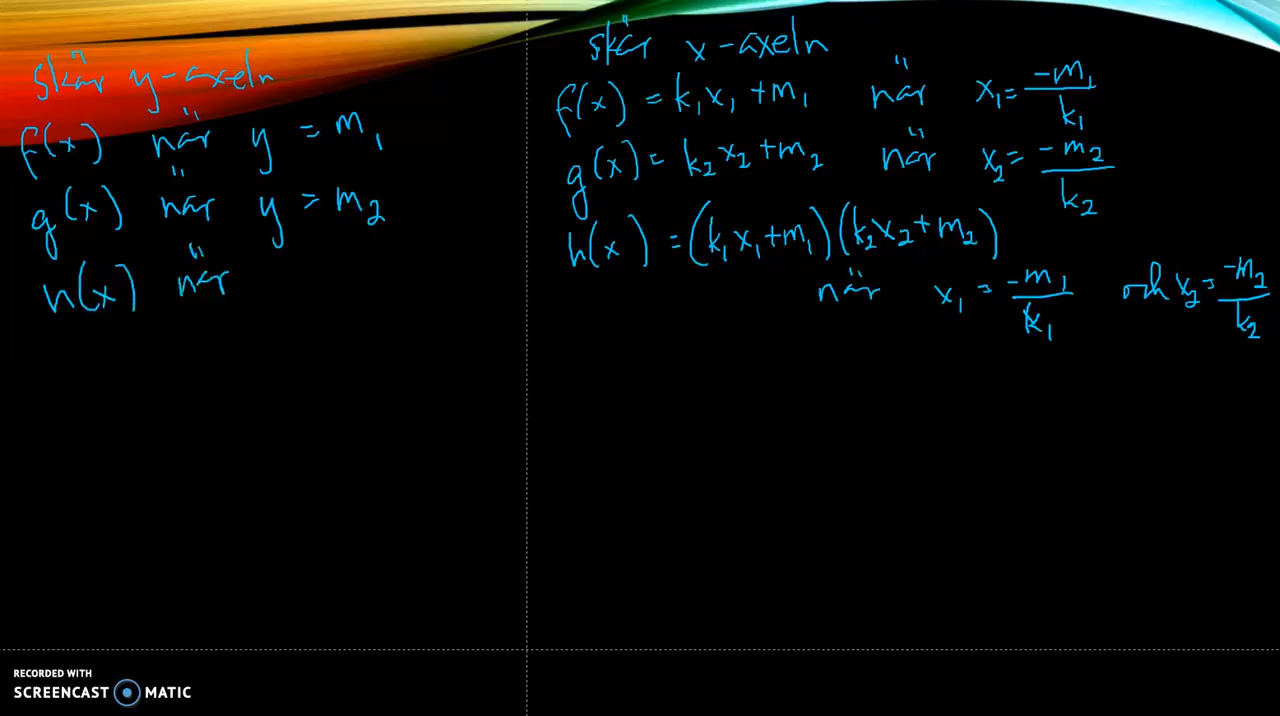 skär y-axeln
f(x) när y = m₁
g(x) när y = m₂
h(x) när
skär x-axeln
f(x) = k₁x₁ + m₁ när x₁ = -m₁/k₁
g(x) = k₂x₂ + m₂ när x₂ = -m₂/k₂
h(x) = (k₁x₁ + m₁)(k₂x₂ + m₂)
när x₁ = -m₁/k₁ och x₂ = -m₂/k₂
RECORDED WITH
SCREENCAST MATIC